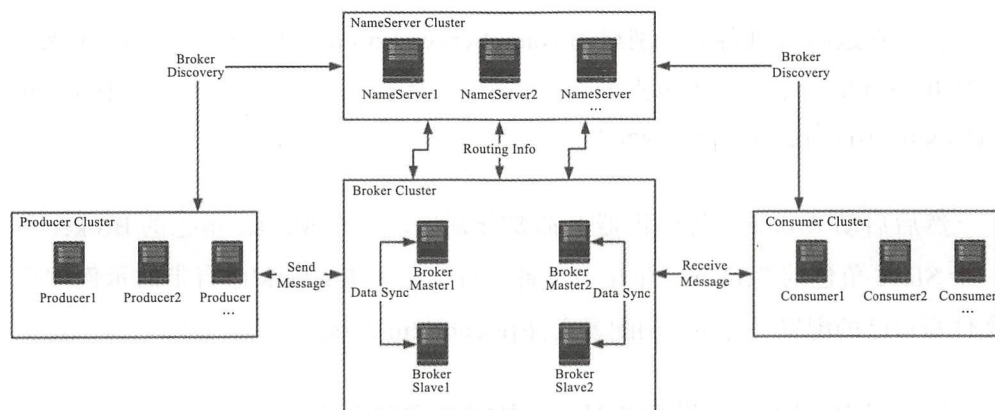 NameServer Cluster
NameServer1
NameServer2
NameServer
...
Broker
Discovery
Broker
Discovery
Routing Info
Broker Cluster
Producer Cluster
Producer1
Producer2
Producer
...
Send
Message
Broker
Master1
Broker
Master2
Data Sync
Data Sync
Broker
Slave1
Broker
Slave2
Receive
Message
Consumer Cluster
Consumer1
Consumer2
Consumer
...